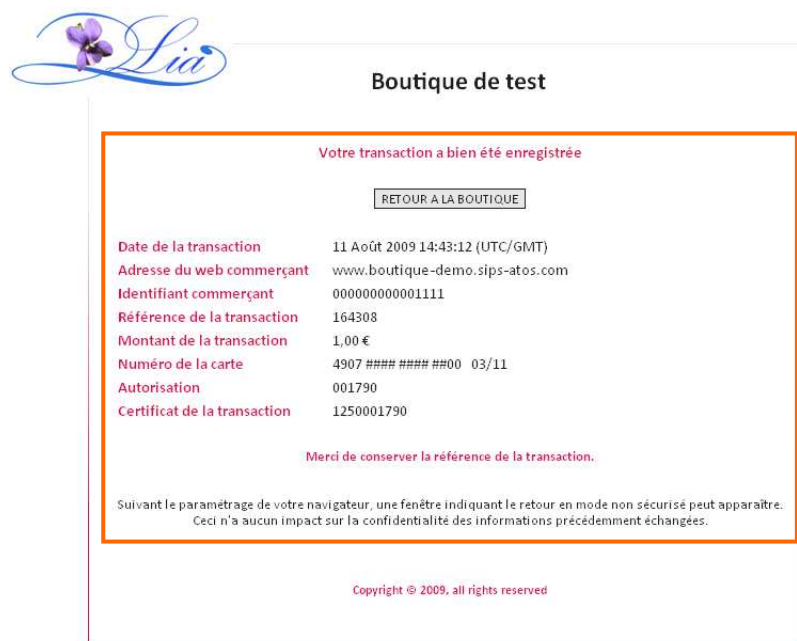 Lia
Boutique de test
Votre transaction a bien été enregistrée
RETOUR A LA BOUTIQUE
Date de la transaction 11 Août 2009 14:43:12 (UTC/GMT)
Adresse du web commerçant www.boutique-demo.sips-atos.com
Identifiant commerçant 000000000001111
Référence de la transaction 164308
Montant de la transaction 1,00 €
Numéro de la carte 4907 #### #### ##00 03/11
Autorisation 001790
Certificat de la transaction 1250001790
Merci de conserver la référence de la transaction.
Suivant le paramétrage de votre navigateur, une fenêtre indiquant le retour en mode non sécurisé peut apparaître.
Ceci n'a aucun impact sur la confidentialité des informations précédemment échangées.
Copyright © 2009, all rights reserved